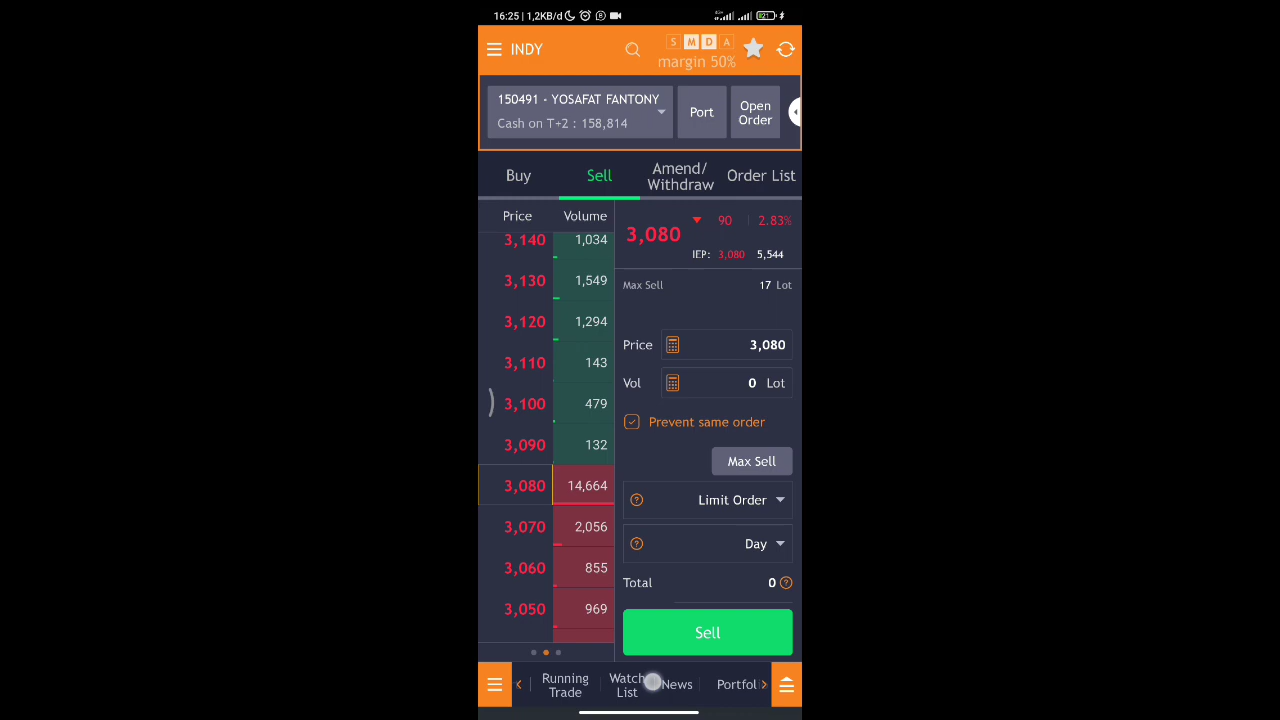 16:25 | 1,2KB/d
821
INDY
S M D A
margin 50%
150491 - YOSAFAT FANTONY
Cash on T+2 : 158,814
Port
Open
Order
Buy
Sell
Amend/
Withdraw
Order List
Price Volume
3,140 1,034
3,130 1,549
3,120 1,294
3,110 143
3,100 479
3,090 132
3,080 14,664
3,070 2,056
3,060 855
3,050 969
3,080
90 2.83%
IEP: 3,080 5,544
Max Sell 17 Lot
Price 3,080
Vol 0 Lot
Prevent same order
Max Sell
Limit Order
Day
Total 0
Sell
Running
Trade
Watch
List
News
Portfol